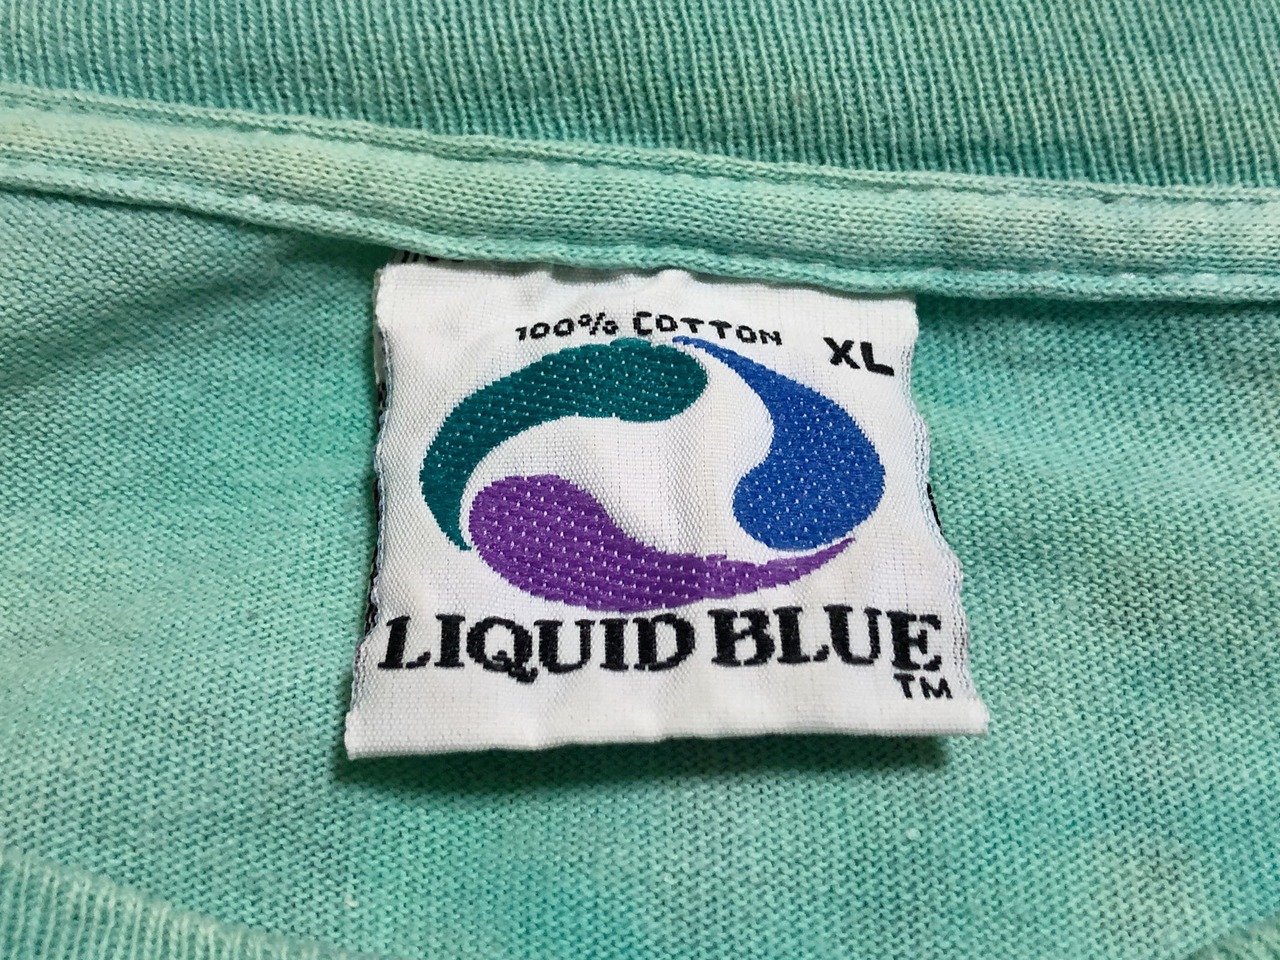 100% COTTON XL
LIQUID BLUE
TM